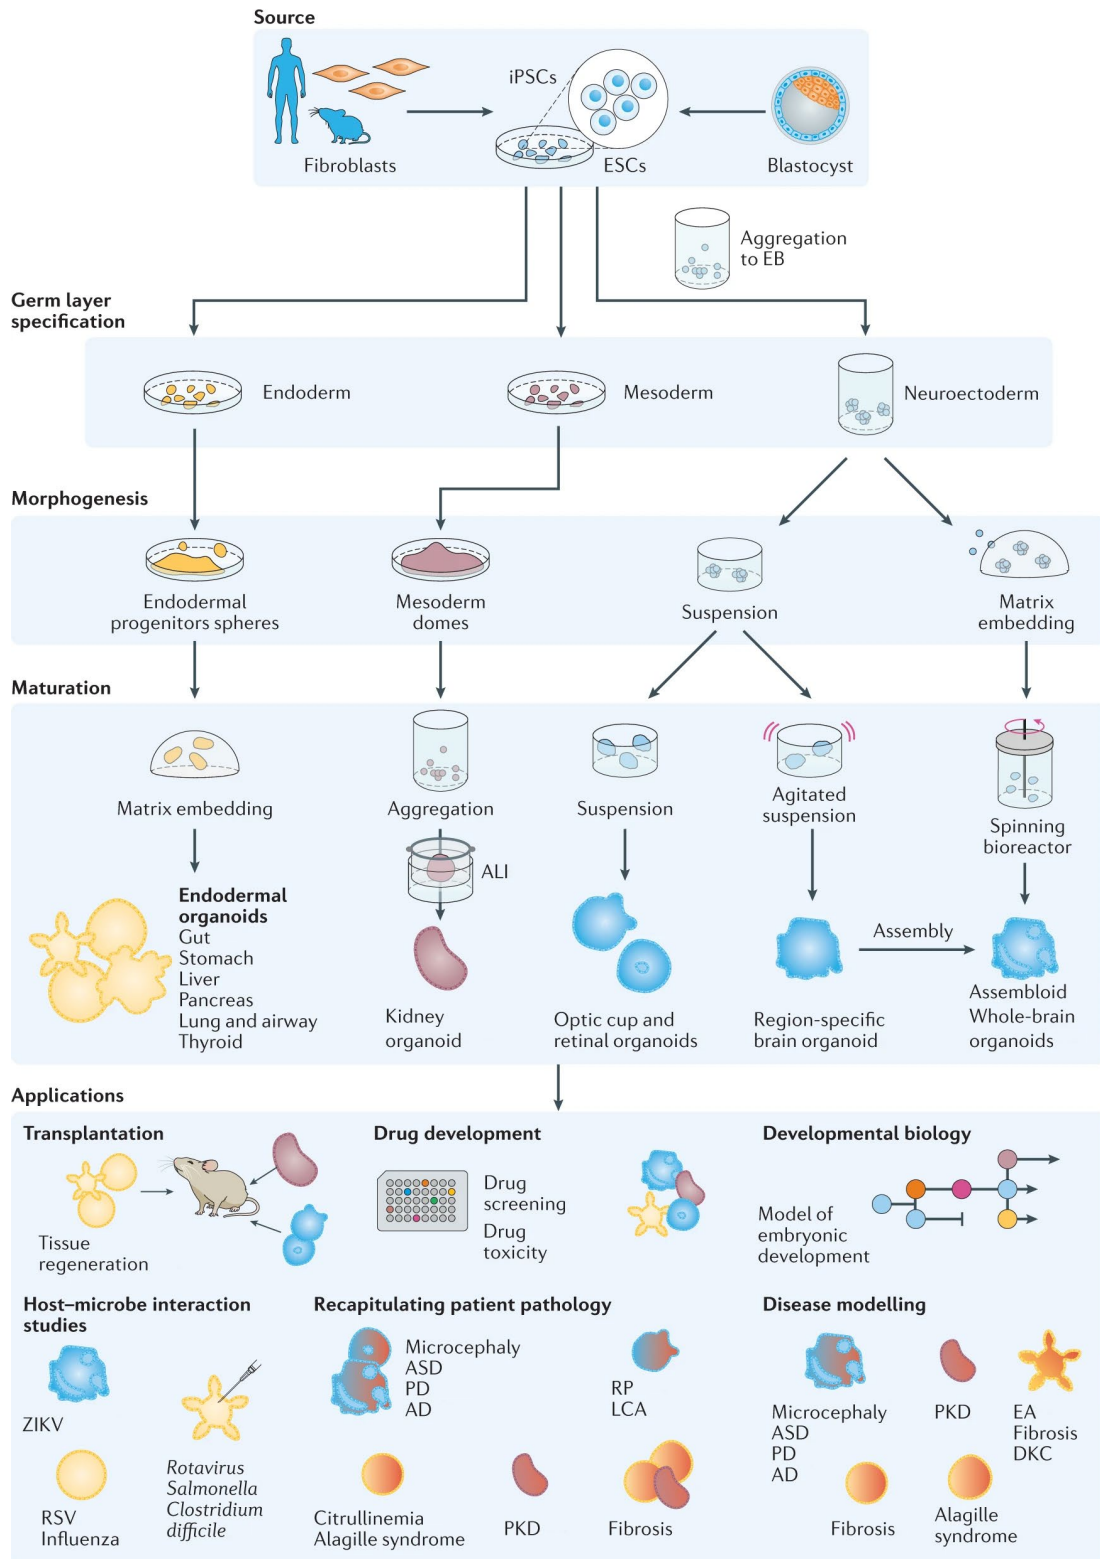 Source
iPSCs
Fibroblasts
ESCs
Blastocyst
Aggregation
to EB
Germ layer
specification
Endoderm
Mesoderm
Neuroectoderm
Morphogenesis
Endodermal
progenitors spheres
Mesoderm
domes
Suspension
Matrix
embedding
Maturation
Matrix embedding
Aggregation
Suspension
Agitated
suspension
Spinning
bioreactor
ALI
Endodermal
organoids
Gut
Stomach
Liver
Pancreas
Lung and airway
Thyroid
Kidney
organoid
Optic cup and
retinal organoids
Region-specific
brain organoid
Assembly
Assembloid
Whole-brain
organoids
Applications
Transplantation
Tissue
regeneration
Drug development
Drug
screening
Drug
toxicity
Developmental biology
Model of
embryonic
development
Host–microbe interaction
studies
ZIKV
RSV
Influenza
Rotavirus
Salmonella
Clostridium
difficile
Recapitulating patient pathology
Microcephaly
ASD
PD
AD
RP
LCA
Citrullinemia
Alagille syndrome
PKD
Fibrosis
Disease modelling
Microcephaly
ASD
PD
AD
PKD
EA
Fibrosis
DKC
Fibrosis
Alagille
syndrome